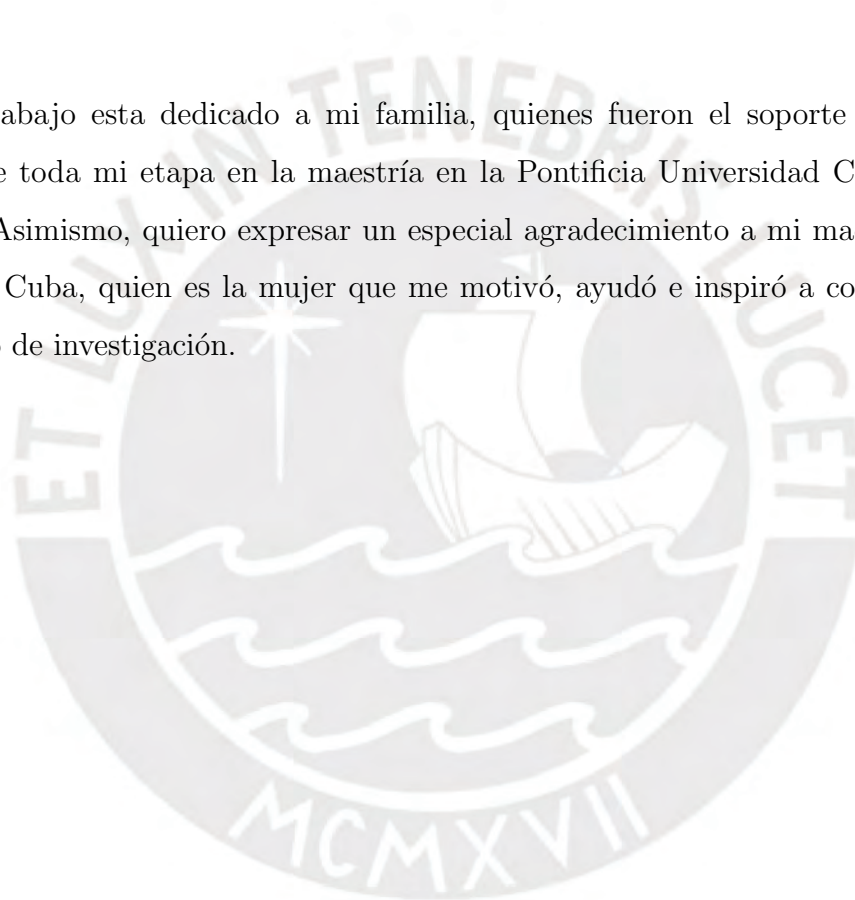 abajo esta dedicado a mi familia, quienes fueron el soporte
e toda mi etapa en la maestría en la Pontificia Universidad C
Asimismo, quiero expresar un especial agradecimiento a mi ma
Cuba, quien es la mujer que me motivó, ayudó e inspiró a co
de investigación.
ET LUX IN TENEBRIS LUCET
MCMXVII